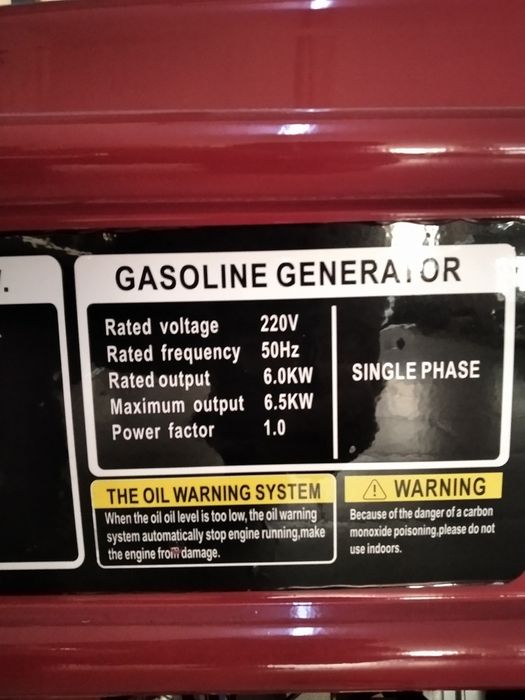 GASOLINE GENERATOR
Rated voltage 220V
Rated frequency 50Hz
Rated output 6.0KW
Maximum output 6.5KW
Power factor 1.0
SINGLE PHASE
THE OIL WARNING SYSTEM
When the oil oil level is too low, the oil warning
system automatically stop engine running,make
the engine from damage.
WARNING
Because of the danger of a carbon
monoxide poisoning,please do not
use indoors.